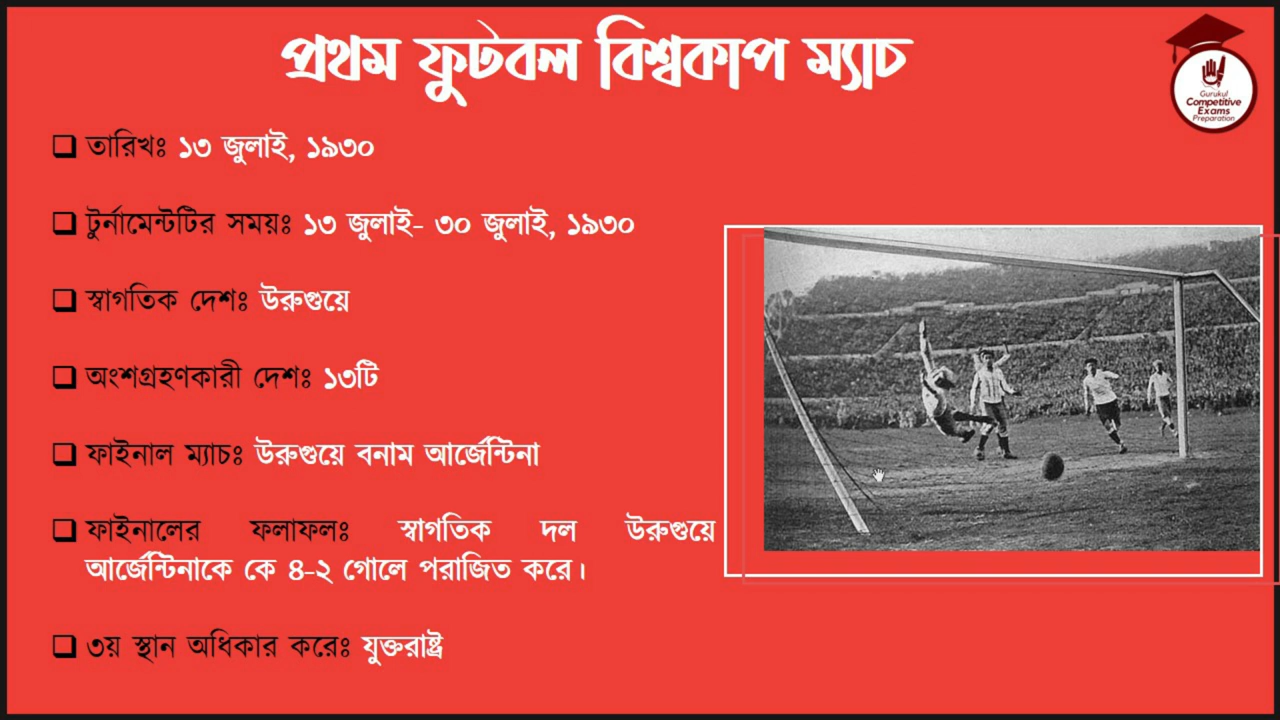 প্রথম ফুটবল বিশ্বকাপ ম্যাচ
Gurukul
Competitive
Exams
Preparation
তারিখঃ ১৩ জুলাই, ১৯৩০
টুর্নামেন্টটির সময়ঃ ১৩ জুলাই- ৩০ জুলাই, ১৯৩০
স্বাগতিক দেশঃ উরুগুয়ে
অংশগ্রহণকারী দেশঃ ১৩টি
ফাইনাল ম্যাচঃ উরুগুয়ে বনাম আর্জেন্টিনা
ফাইনালের ফলাফলঃ স্বাগতিক দল উরুগুয়ে
আর্জেন্টিনাকে কে ৪-২ গোলে পরাজিত করে।
৩য় স্থান অধিকার করেঃ যুক্তরাষ্ট্র